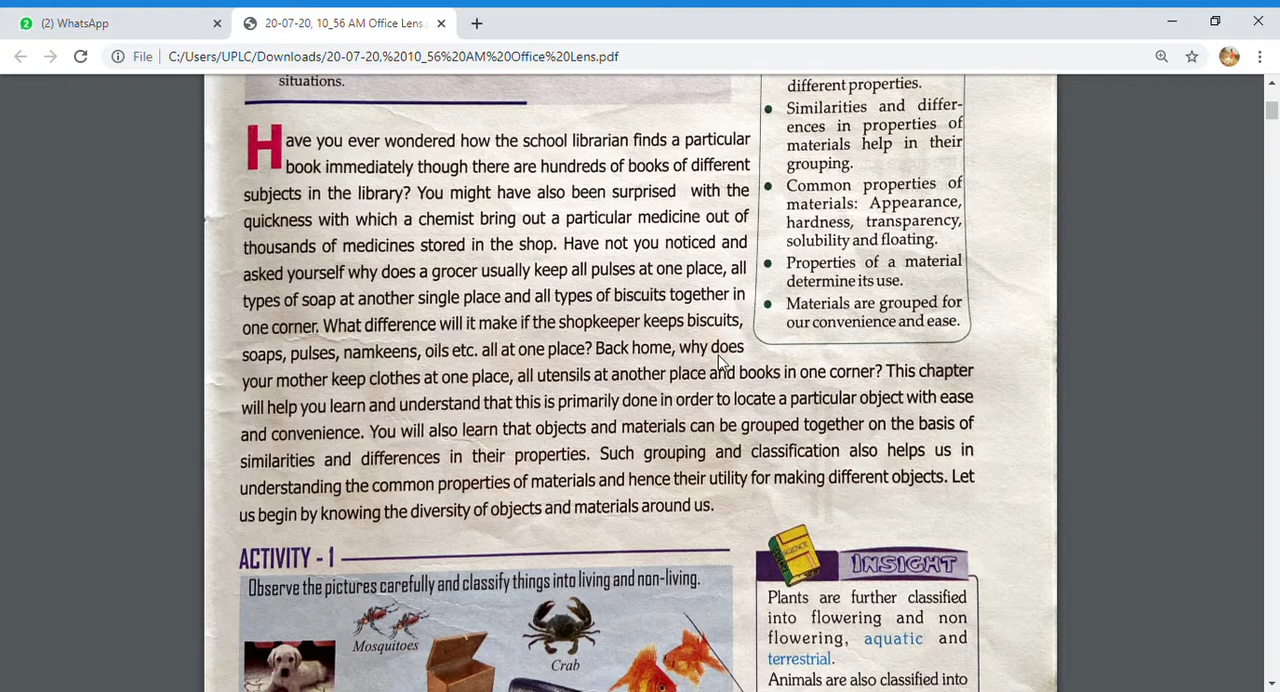 (2) WhatsApp
20-07-20, 10_56 AM Office Lens.
File
C:/Users/UPLC/Downloads/20-07-20,%2010_56%20AM%20Office%20Lens.pdf
situations.
Have you ever wondered how the school librarian finds a particular
book immediately though there are hundreds of books of different
subjects in the library? You might have also been surprised with the
quickness with which a chemist bring out a particular medicine out of
thousands of medicines stored in the shop. Have not you noticed and
asked yourself why does a grocer usually keep all pulses at one place, all
types of soap at another single place and all types of biscuits together in
one corner. What difference will it make if the shopkeeper keeps biscuits,
soaps, pulses, namkeens, oils etc. all at one place? Back home, why does
your mother keep clothes at one place, all utensils at another place and books in one corner? This chapter
will help you learn and understand that this is primarily done in order to locate a particular object with ease
and convenience. You will also learn that objects and materials can be grouped together on the basis of
similarities and differences in their properties. Such grouping and classification also helps us in
understanding the common properties of materials and hence their utility for making different objects. Let
us begin by knowing the diversity of objects and materials around us.
different properties.
• Similarities and differ-
ences in properties of
materials help in their
grouping.
• Common properties of
materials: Appearance,
hardness, transparency,
solubility and floating.
• Properties of a material
determine its use.
• Materials are grouped for
our convenience and ease.
ACTIVITY - 1
Observe the pictures carefully and classify things into living and non-living.
Mosquitoes
Crab
SCIENCE
INSIGHT
Plants are further classified
into flowering and non
flowering, aquatic and
terrestrial.
Animals are also classified into